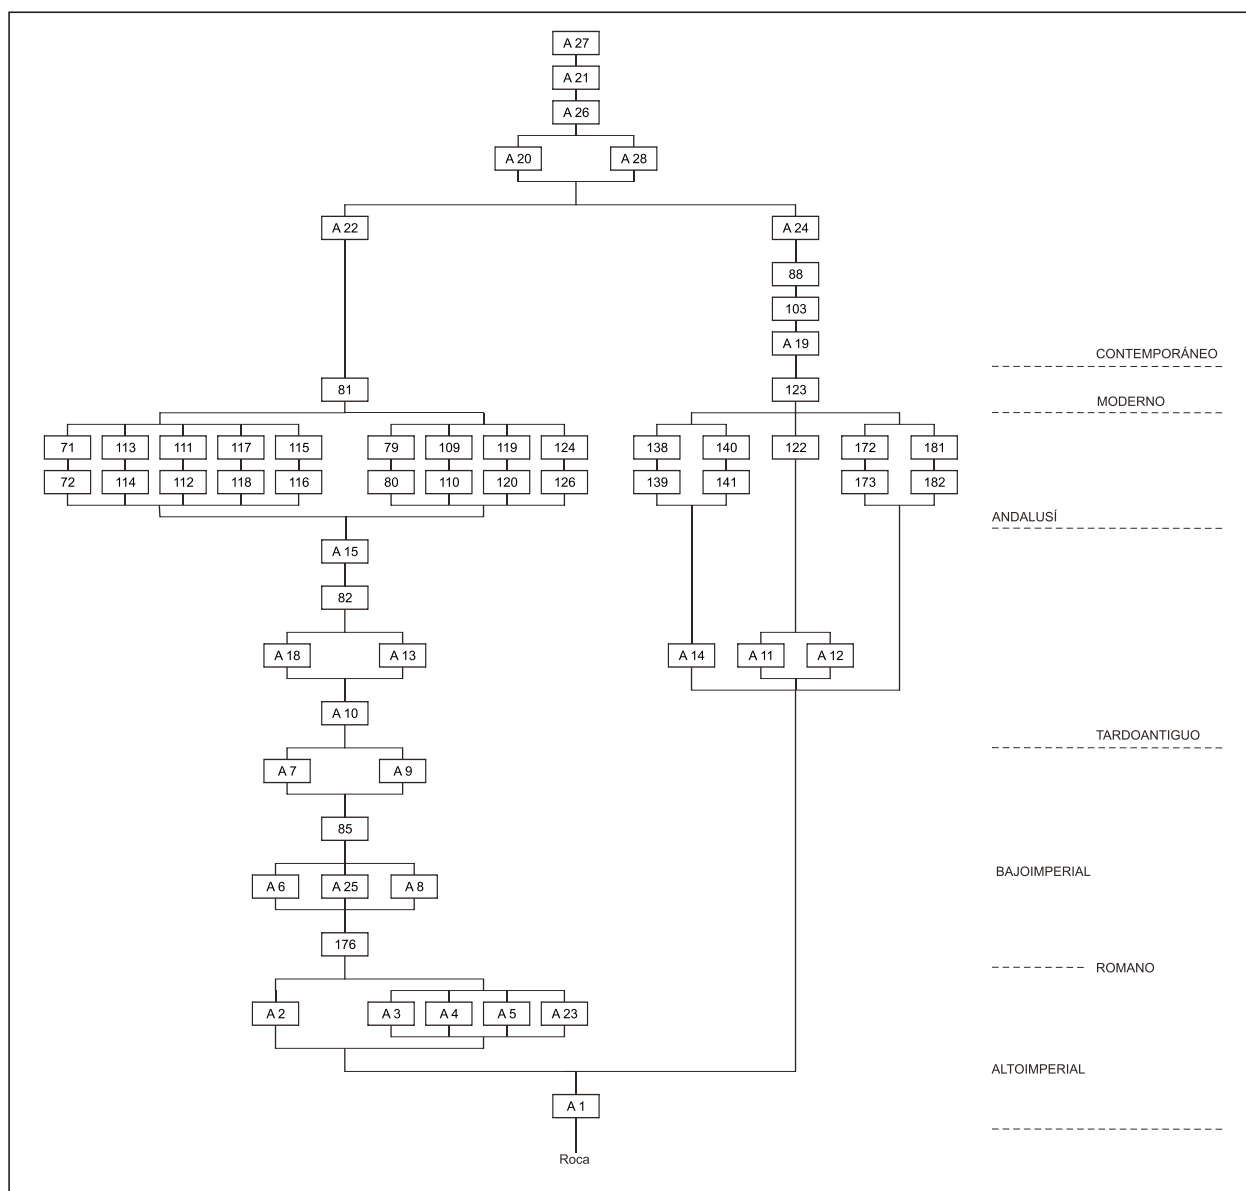 A 27
A 21
A 26
A 20 A 28
A 22 A 24
88
103
A 19
CONTEMPORÁNEO
81 123
MODERNO
71 113 111 117 115 79 109 119 124 138 140 122 172 181
72 114 112 118 116 80 110 120 126 139 141 173 182
ANDALUSÍ
A 15
82
A 18 A 13 A 14 A 11 A 12
A 10
TARDOANTIGUO
A 7 A 9
85
BAJOIMPERIAL
A 6 A 25 A 8
176
ROMANO
A 2 A 3 A 4 A 5 A 23
ALTOIMPERIAL
A 1
Roca